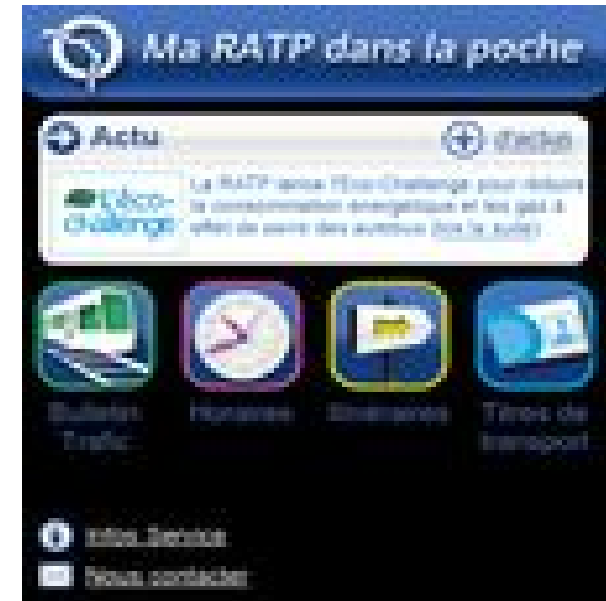 Ma RATP dans la poche
Actu
d'actus
L'éco-challenge
La RATP lance l'Eco-Challenge pour réduire
la consommation énergétique et les gaz à
effet de serre des autobus (lire la suite)
Bulletin Trafic
Horaires
Itinéraires
Titres de transport
Infos Service
Nous contacter